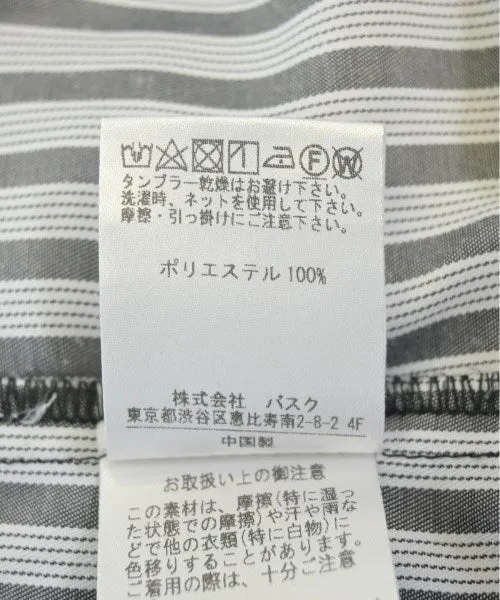 F W
タンブラー乾燥はお避け下さい。
洗濯時、ネットを使用して下さい。
摩擦・引っ掛けにご注意下さい。
ポリエステル 100%
株式会社 バスク
東京都渋谷区恵比寿南2-8-2 4F
中国製
お取扱い上の御注意
この素材は、摩擦(特に湿っ
た状態での摩擦)や汗や雨な
どで他の衣類(特に白物)に
色移りすることがあります。
ご着用の際は、十分ご注意